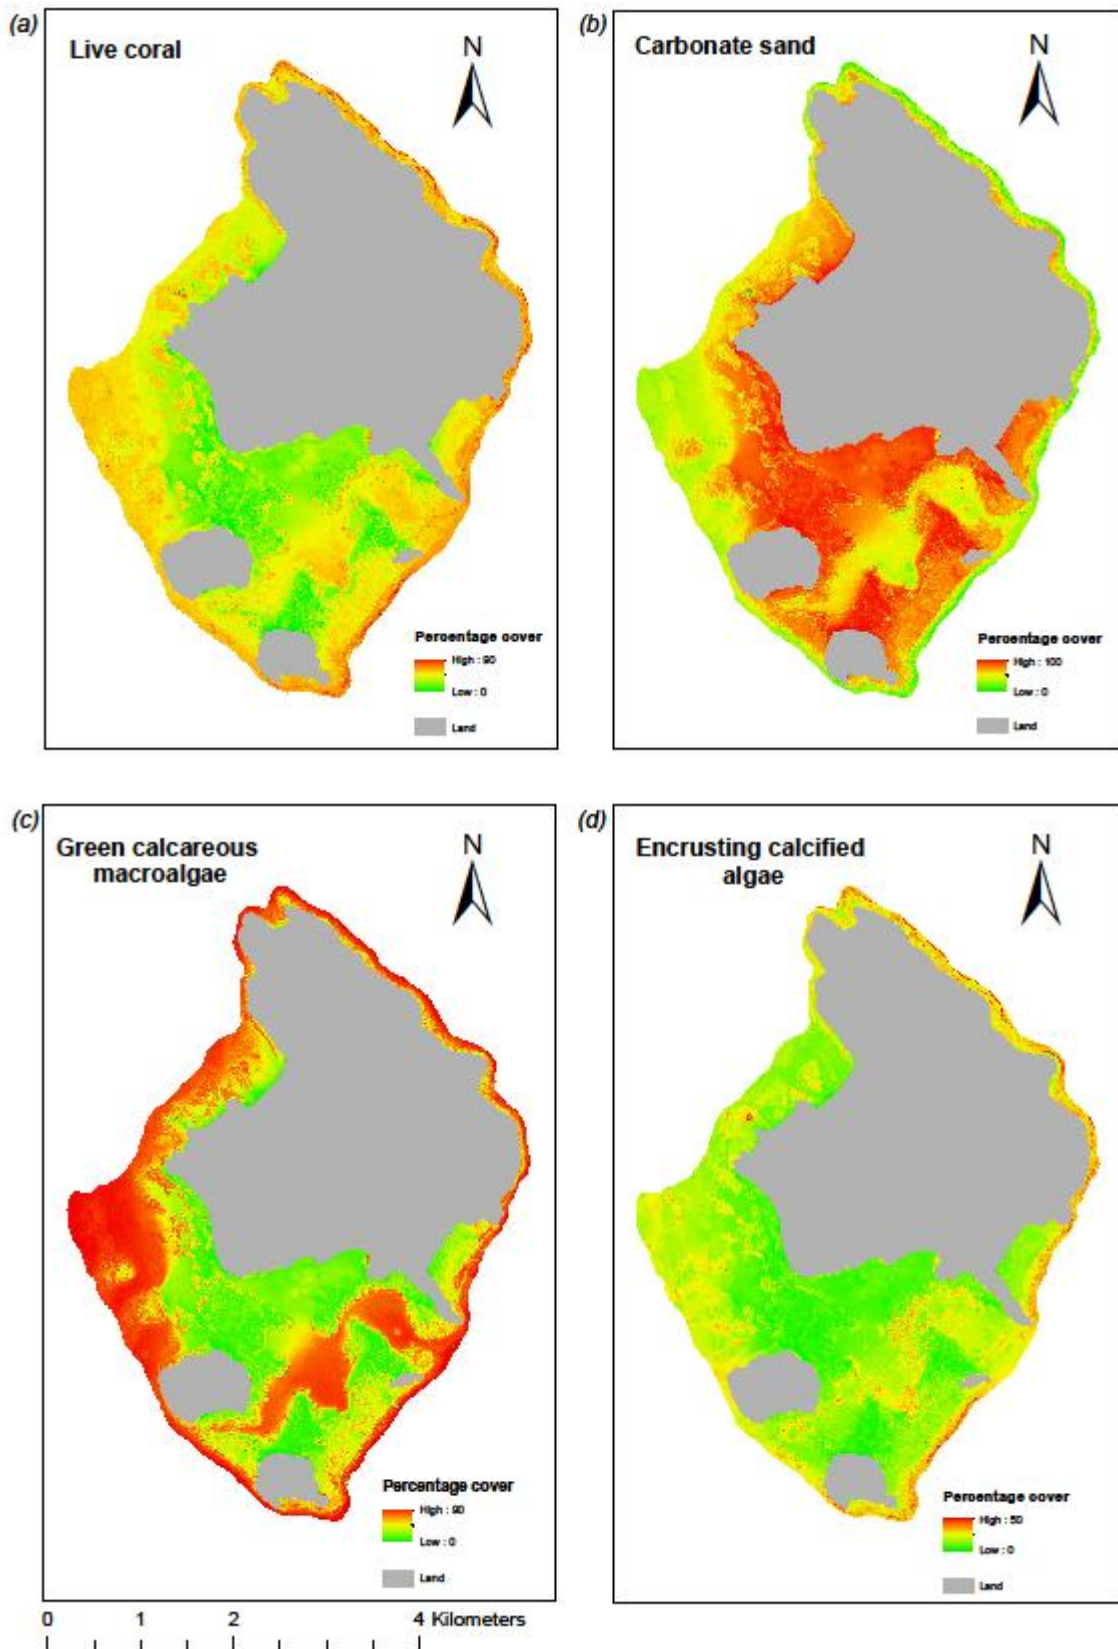 (a)
Live coral
N
Percentage cover
High : 90
Low : 0
Land
(b)
Carbonate sand
N
Percentage cover
High : 100
Low : 0
Land
(c)
Green calcareous
macroalgae
N
Percentage cover
High : 90
Low : 0
Land
(d)
Encrusting calcified
algae
N
Percentage cover
High : 50
Low : 0
Land
0 1 2 4 Kilometers